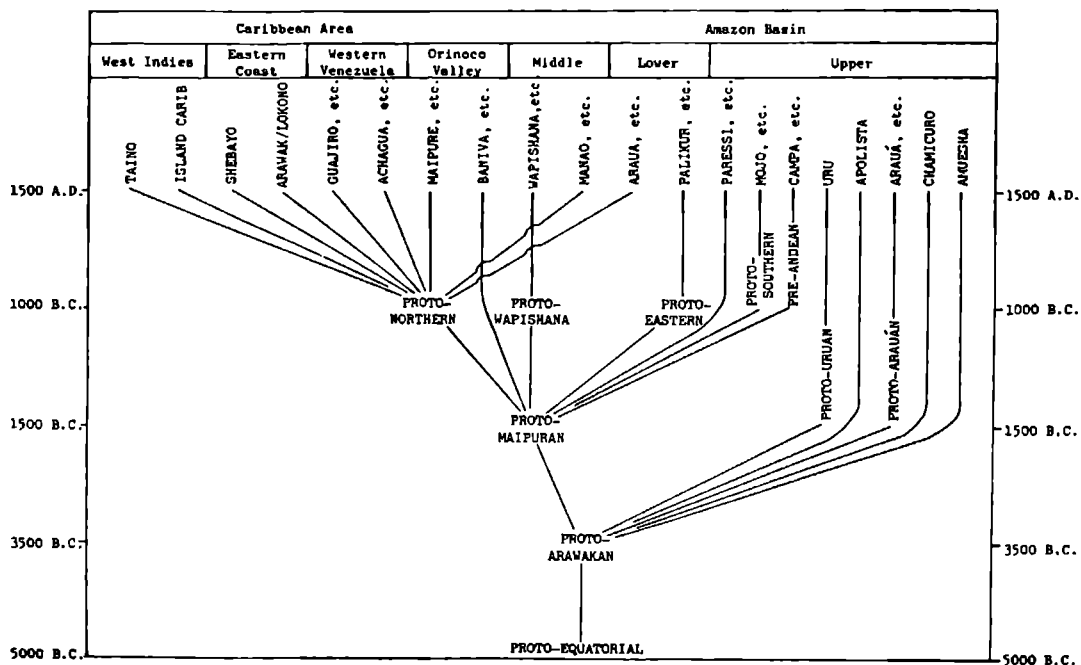 Caribbean Area
Amazon Basin
West Indies
Eastern
Coast
Western
Venezuela
Orinoco
Valley
Middle
Lower
Upper
TAINO
ISLAND CARIB
SHEBAYO
ARAWAK/LOKONO
GUAJIRO, etc.
ACHAGUA, etc.
MAIPURE, etc.
BANIVA, etc.
WAPISHANA,etc
MANAO, etc.
ARAUA, etc.
PALIKUR, etc.
PARESSI, etc.
MOJO, etc.
CAMPA, etc.
URU
APOLISTA
ARAUÁ, etc.
CHAMICURO
AMUESHA
1500 A.D.
1500 A.D.
PROTO-
NORTHERN
PROTO-
WAPISHANA
PROTO-
EASTERN
PROTO-
SOUTHERN
PRE-ANDEAN
1000 B.C.
1000 B.C.
PROTO-URUAN
PROTO-ARAUÁN
PROTO-
MAIPURAN
1500 B.C.
1500 B.C.
PROTO-
ARAWAKAN
3500 B.C.
3500 B.C.
PROTO-EQUATORIAL
5000 B.C.
5000 B.C.